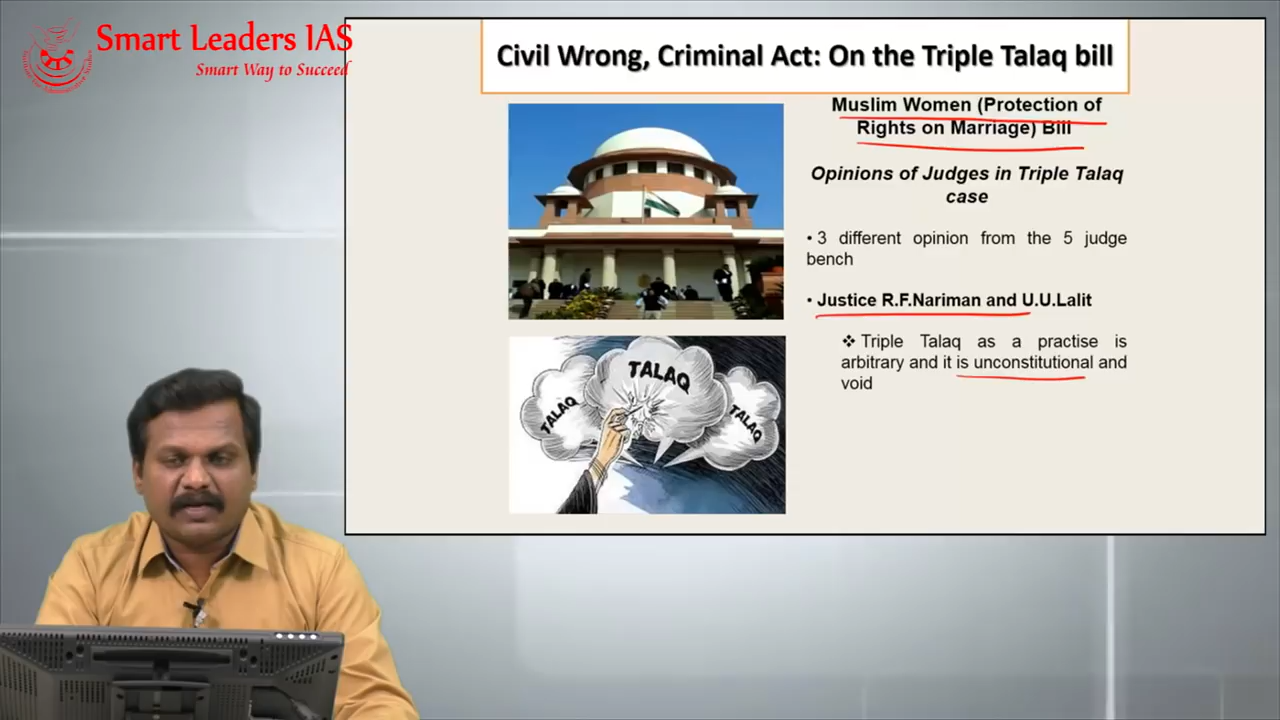 Smart Leaders IAS
Smart Way to Succeed
Civil Wrong, Criminal Act: On the Triple Talaq bill
Muslim Women (Protection of
Rights on Marriage) Bill
Opinions of Judges in Triple Talaq
case
• 3 different opinion from the 5 judge
bench
• Justice R.F.Nariman and U.U.Lalit
❖ Triple Talaq as a practise is
arbitrary and it is unconstitutional and
void
TALAQ
TALAQ
TALAQ